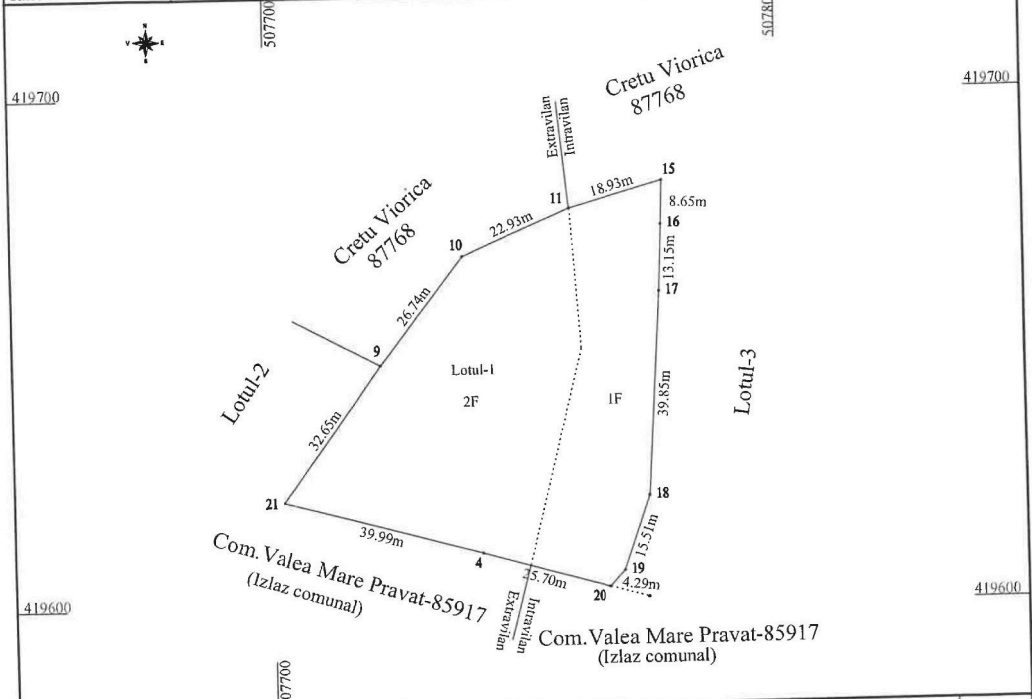 507700
N
V
E
S
419700
419700
Cretu Viorica
87768
Extravilan
Intravilan
15
18.93m
11
8.65m
16
22.93m
13.15m
17
10
Cretu Viorica
87768
26.74m
9
Lotul-2
Lotul-1
2F
1F
39.85m
Lotul-3
32.65m
21
39.99m
4
25.70m
18
15.51m
19
4.29m
20
Com.Valea Mare Pravat-85917
(Izlaz comunal)
Extravilan
Intravilan
Com.Valea Mare Pravat-85917
(Izlaz comunal)
419600
419600